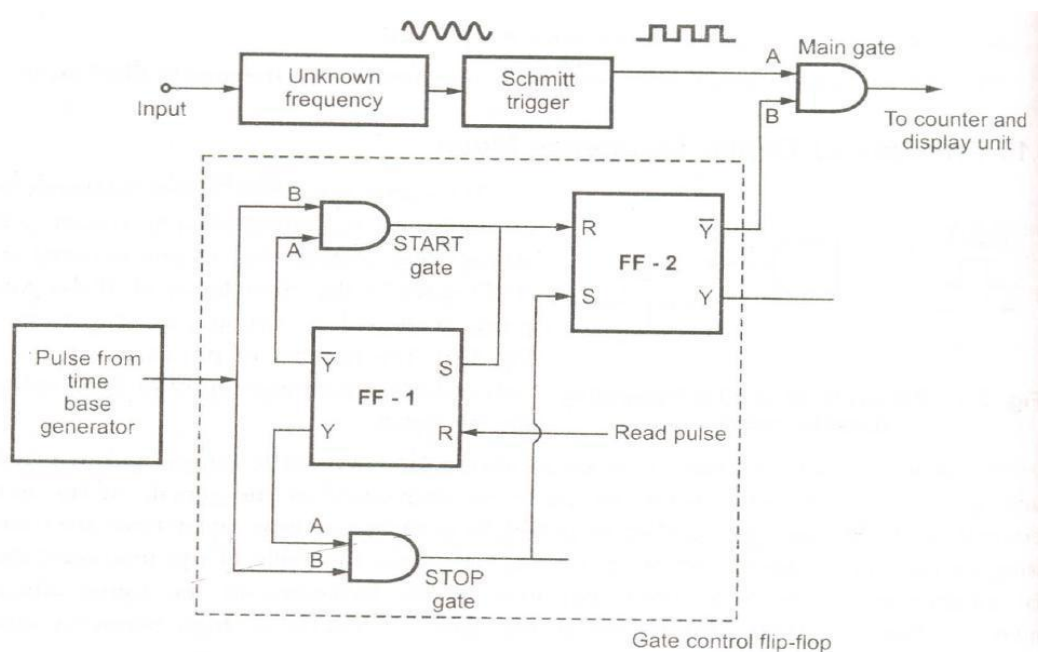 Input
Unknown
frequency
Schmitt
trigger
A
B
Main gate
To counter and
display unit
B
A
START
gate
R
S
Y̅
Y
FF - 2
Pulse from
time
base
generator
Y̅
Y
FF - 1
S
R
Read pulse
A
B
STOP
gate
Gate control flip-flop